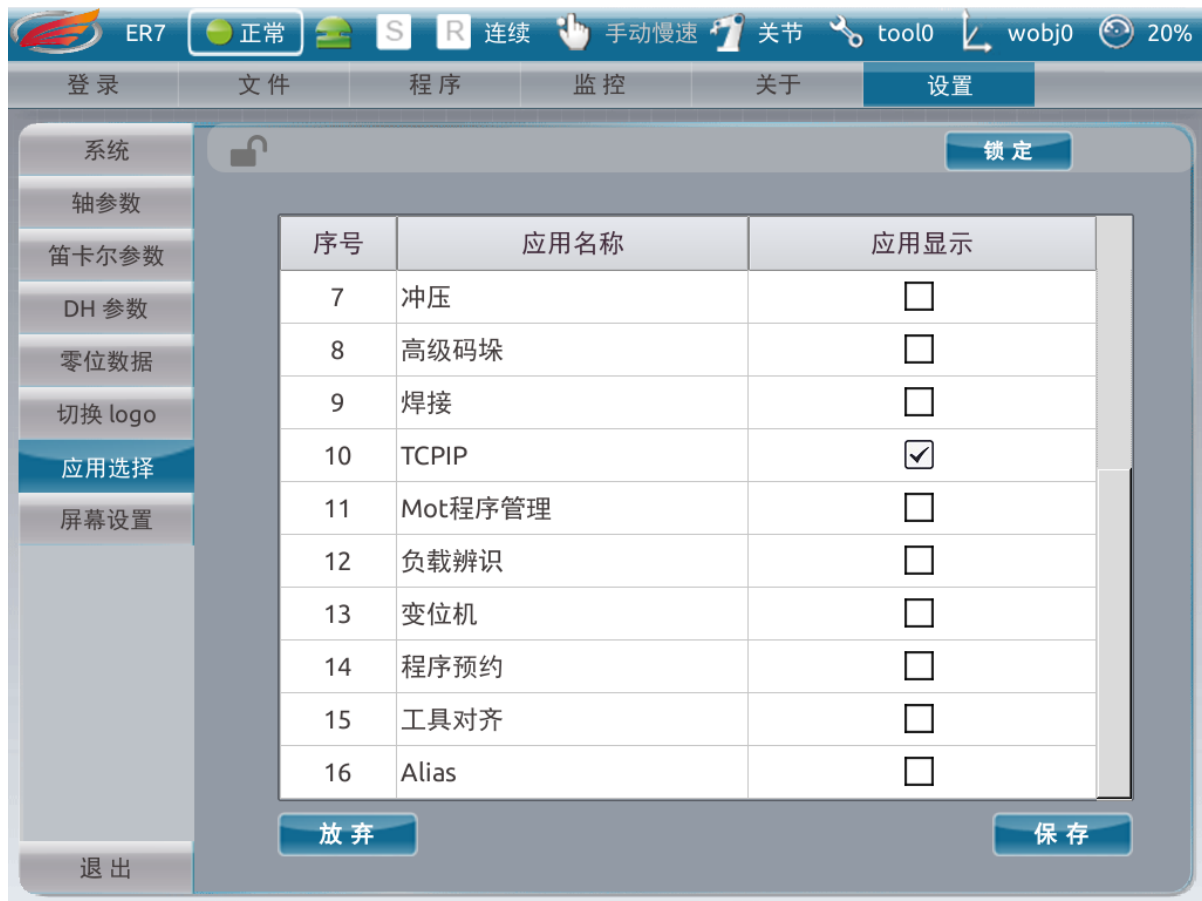 ER7 正常 S R 连续 手动慢速 关节 tool0 wobj0 20%
登录 文件 程序 监控 关于 设置
系统
轴参数
笛卡尔参数
DH 参数
零位数据
切换 logo
应用选择
屏幕设置
退出
锁定
序号 应用名称 应用显示
7 冲压
8 高级码垛
9 焊接
10 TCPIP
11 Mot程序管理
12 负载辨识
13 变位机
14 程序预约
15 工具对齐
16 Alias
放弃 保存